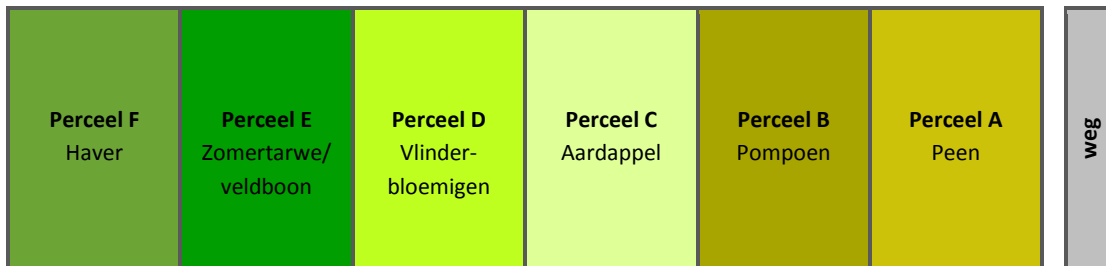 Perceel F
Haver
Perceel E
Zomertarwe/
veldboon
Perceel D
Vlinder-
bloemigen
Perceel C
Aardappel
Perceel B
Pompoen
Perceel A
Peen
weg